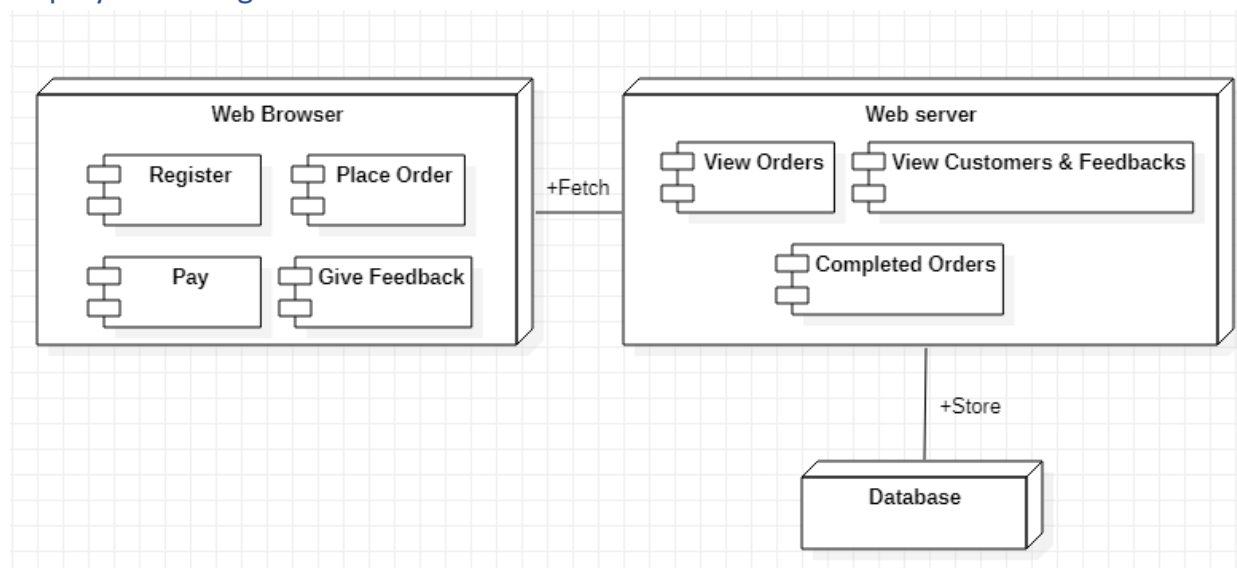 Web Browser
Register
Place Order
Pay
Give Feedback
+Fetch
Web server
View Orders
View Customers & Feedbacks
Completed Orders
+Store
Database